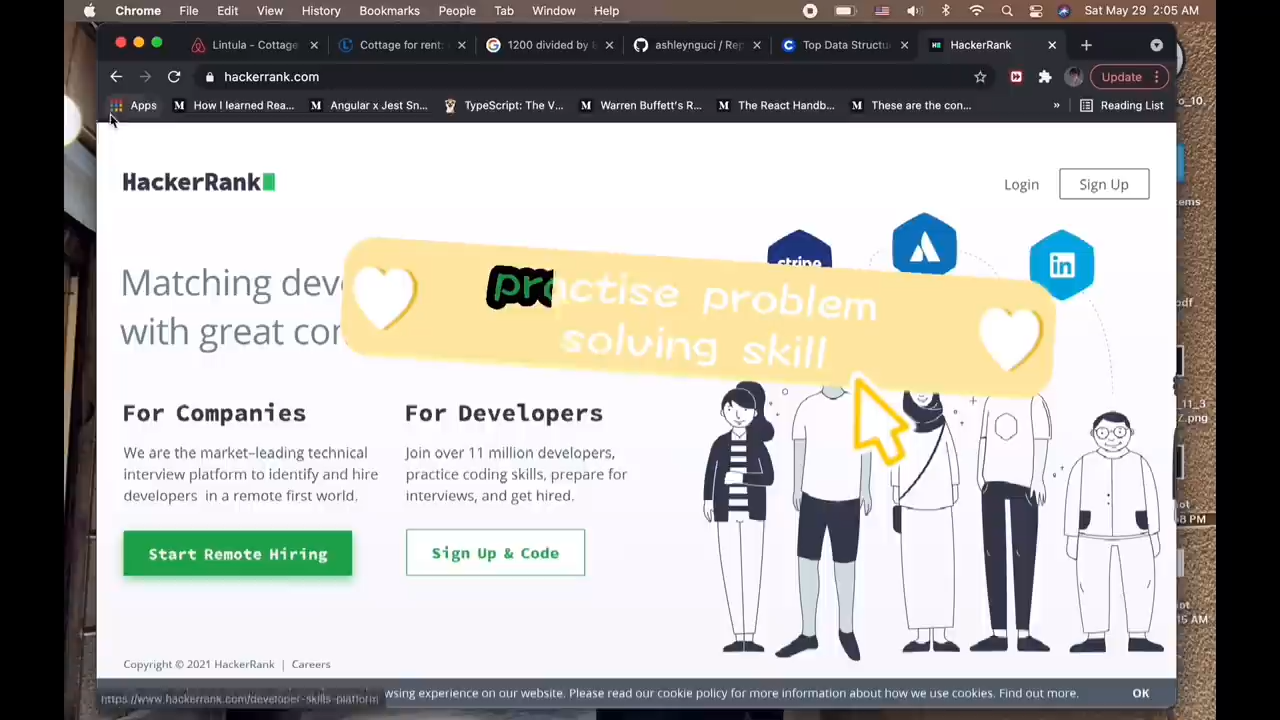 Chrome File Edit View History Bookmarks People Tab Window Help Sat May 29 2:05 AM
Lintula - Cottage Cottage for rent: 1200 divided by ashleynguci / Rep Top Data Structu HackerRank
hackerrank.com Update
Apps How I learned Rea... Angular x Jest Sn... TypeScript: The V... Warren Buffett's R... The React Handb... These are the con... » Reading List
HackerRank
Login Sign Up
stripe
in
Matching dev
with great co
practise problem
solving skill
For Companies
We are the market-leading technical
interview platform to identify and hire
developers in a remote first world.
Start Remote Hiring
For Developers
Join over 11 million developers,
practice coding skills, prepare for
interviews, and get hired.
Sign Up & Code
Copyright © 2021 HackerRank | Careers
https://www.hackerrank.com/developer-skills-platform
wsing experience on our website. Please read our cookie policy for more information about how we use cookies. Find out more. OK